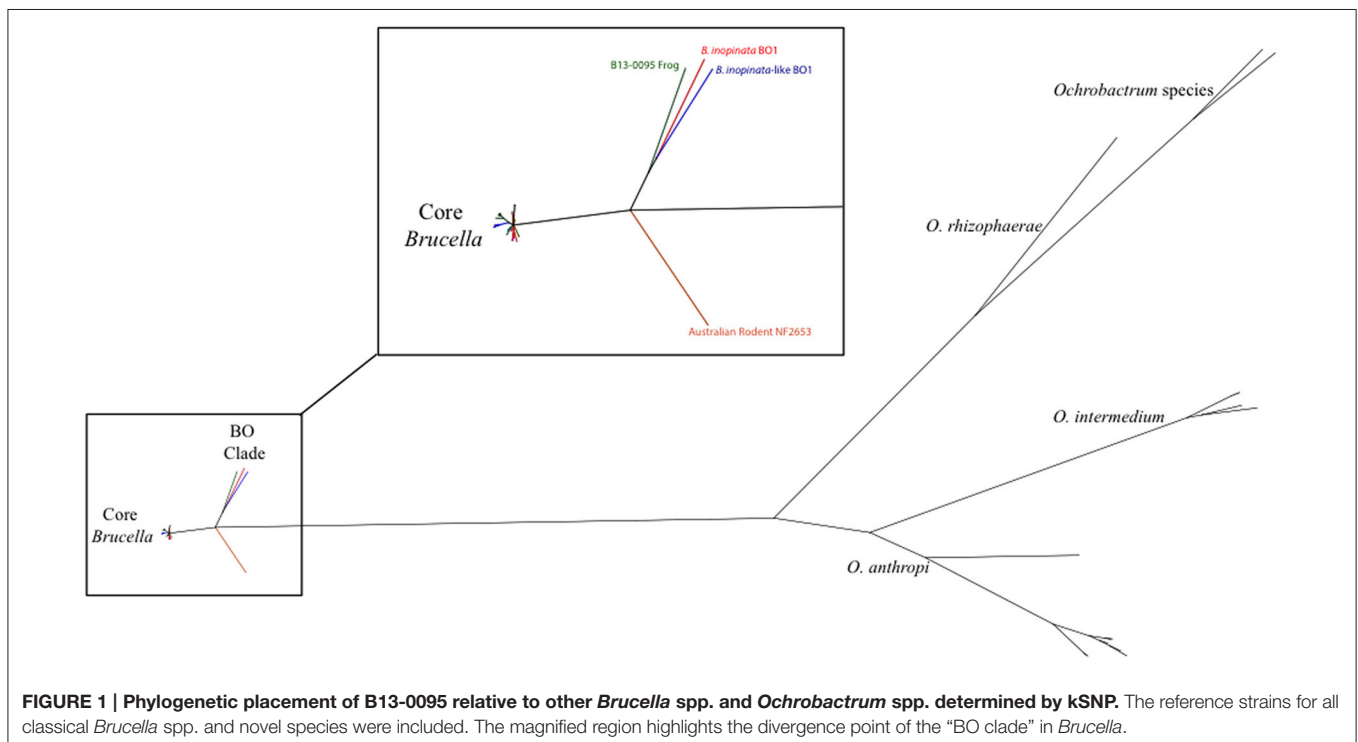 B. inopinata BO1
B13-0095 Frog
B. inopinata-like BO1
Core
Brucella
Australian Rodent NF2653
Ochrobactrum species
O. rhizophaerae
O. intermedium
O. anthropi
BO
Clade
Core
Brucella
FIGURE 1 | Phylogenetic placement of B13-0095 relative to other Brucella spp. and Ochrobactrum spp. determined by kSNP. The reference strains for all
classical Brucella spp. and novel species were included. The magnified region highlights the divergence point of the “BO clade” in Brucella.